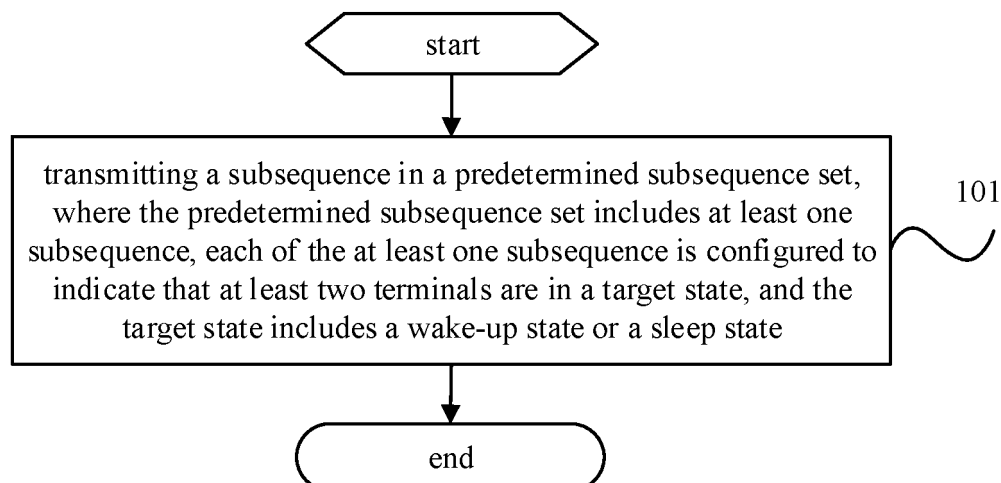 start
transmitting a subsequence in a predetermined subsequence set,
where the predetermined subsequence set includes at least one
subsequence, each of the at least one subsequence is configured to
indicate that at least two terminals are in a target state, and the
target state includes a wake-up state or a sleep state
101
end